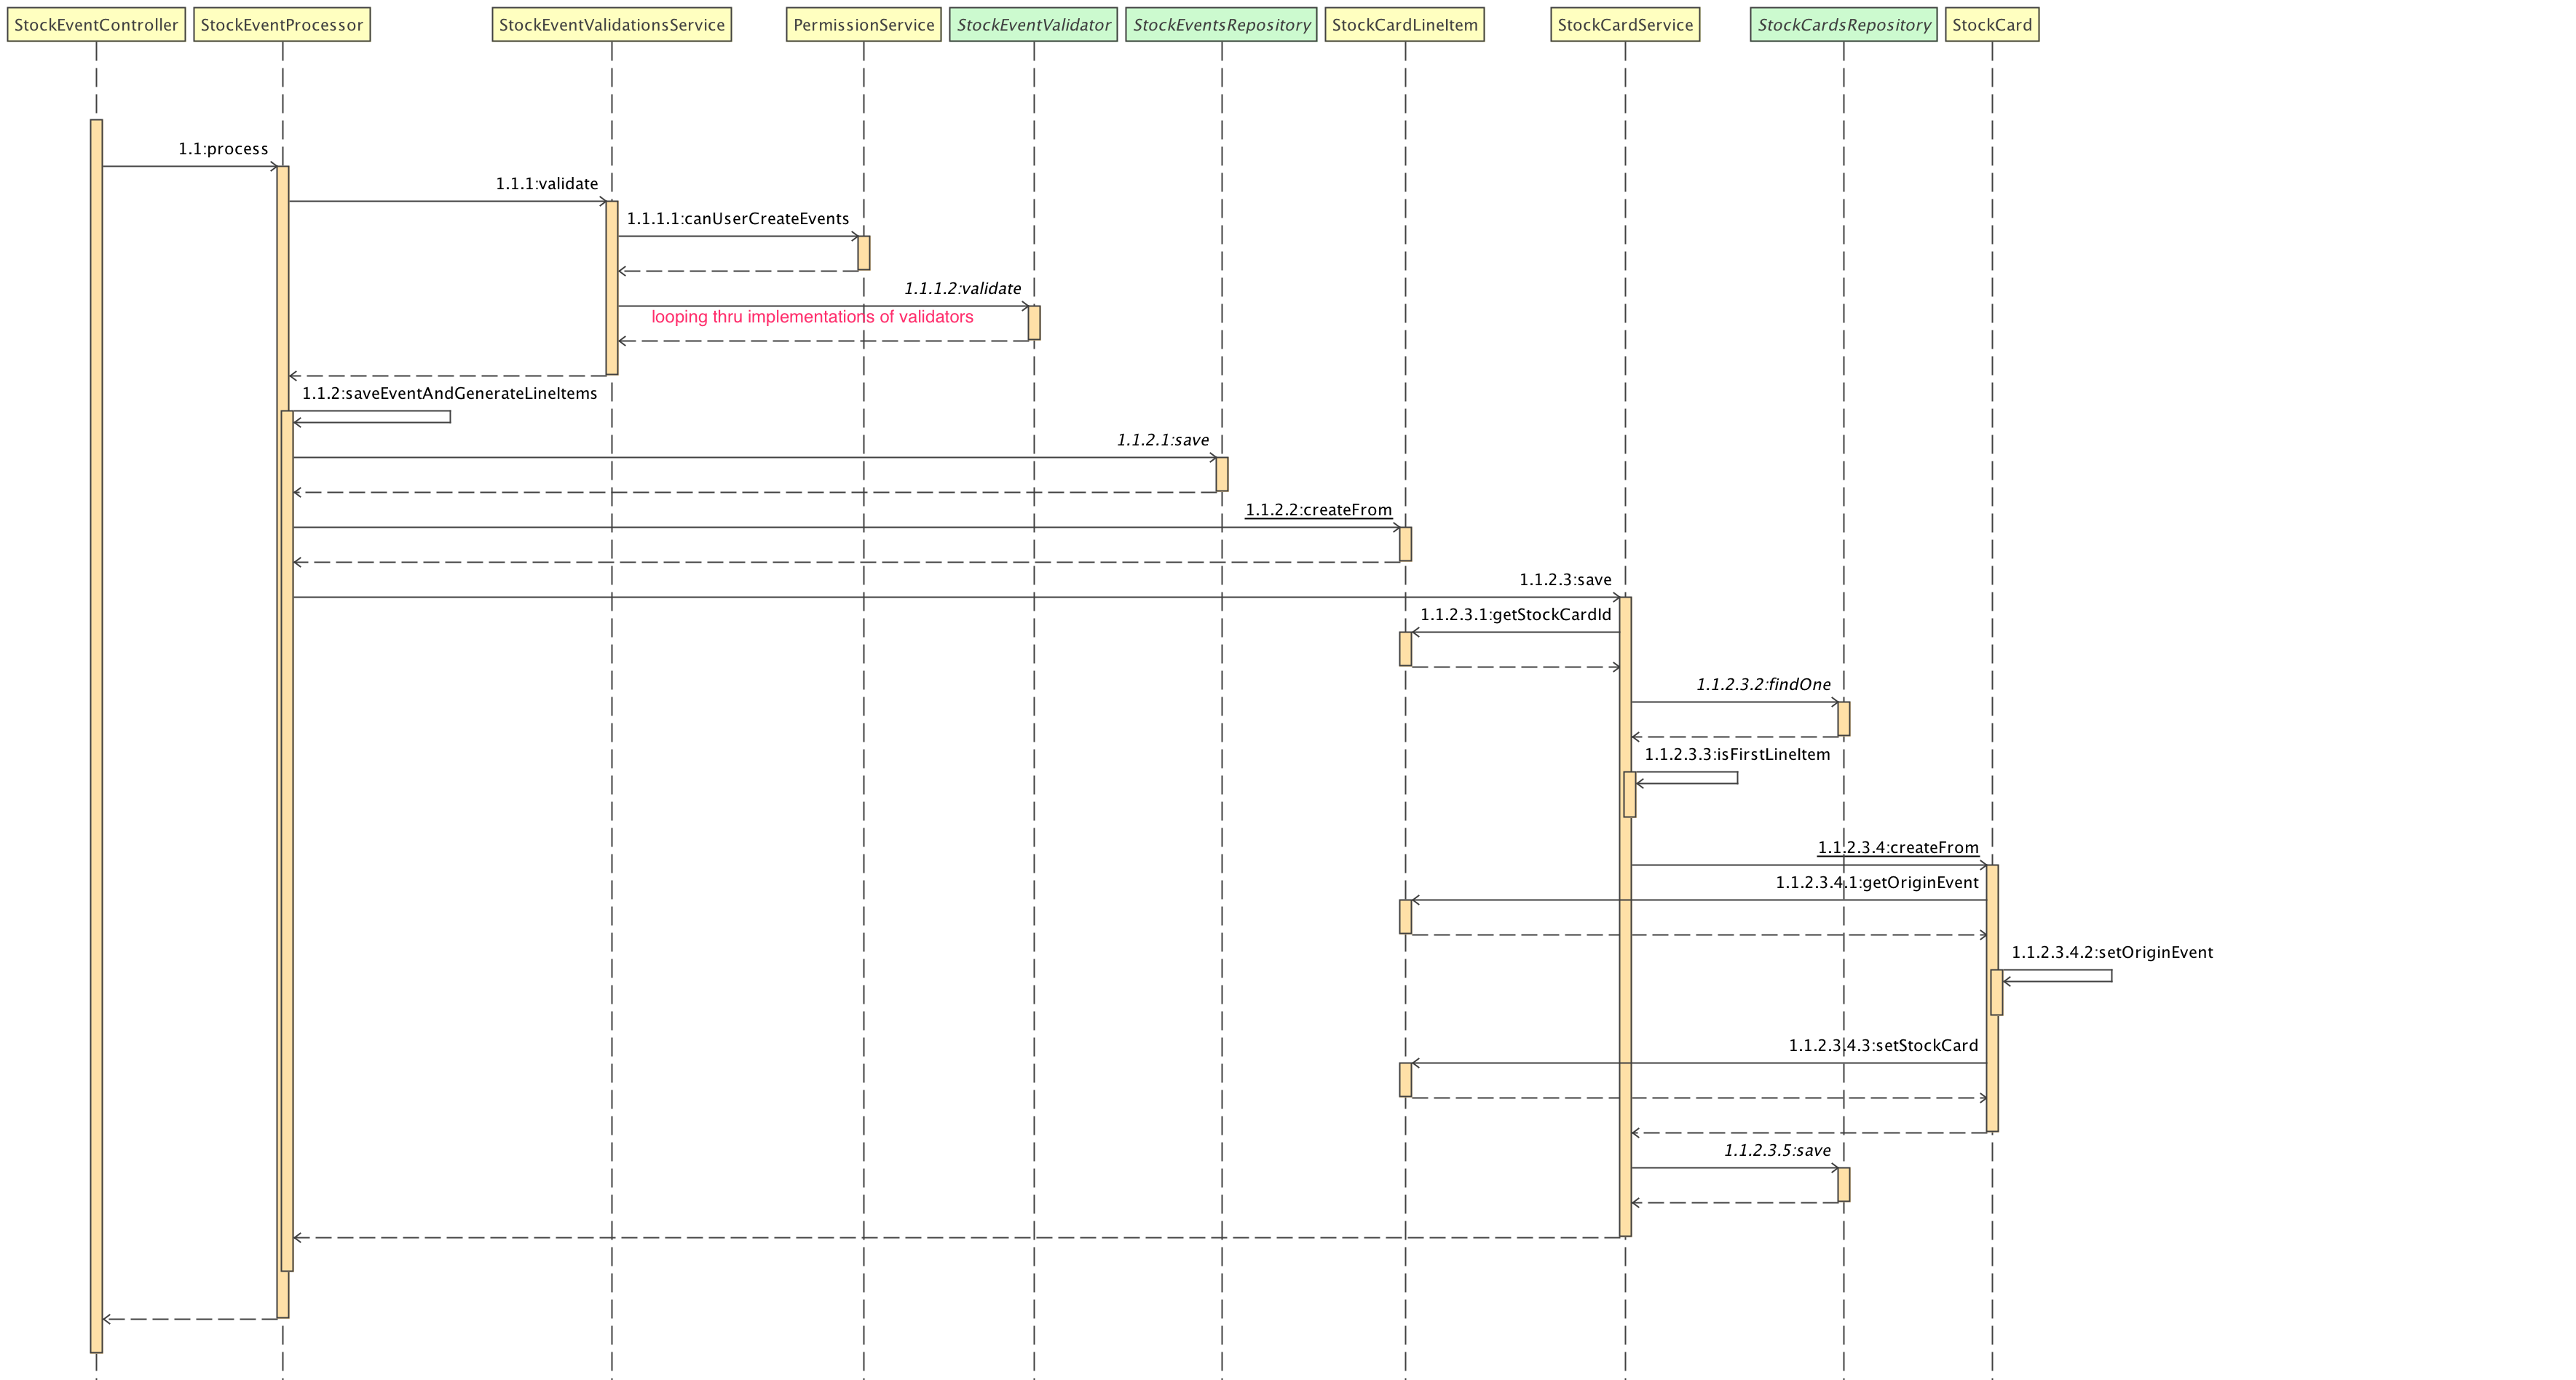 StockEventController
StockEventProcessor
StockEventValidationsService
PermissionService
StockEventValidator
StockEventsRepository
StockCardLineItem
StockCardService
StockCardsRepository
StockCard
1.1:process
1.1.1:validate
1.1.1.1:canUserCreateEvents
1.1.1.2:validate
looping thru implementations of validators
1.1.2:saveEventAndGenerateLineItems
1.1.2.1:save
1.1.2.2:createFrom
1.1.2.3:save
1.1.2.3.1:getStockCardId
1.1.2.3.2:findOne
1.1.2.3.3:isFirstLineItem
1.1.2.3.4:createFrom
1.1.2.3.4.1:getOriginEvent
1.1.2.3.4.2:setOriginEvent
1.1.2.3.4.3:setStockCard
1.1.2.3.5:save